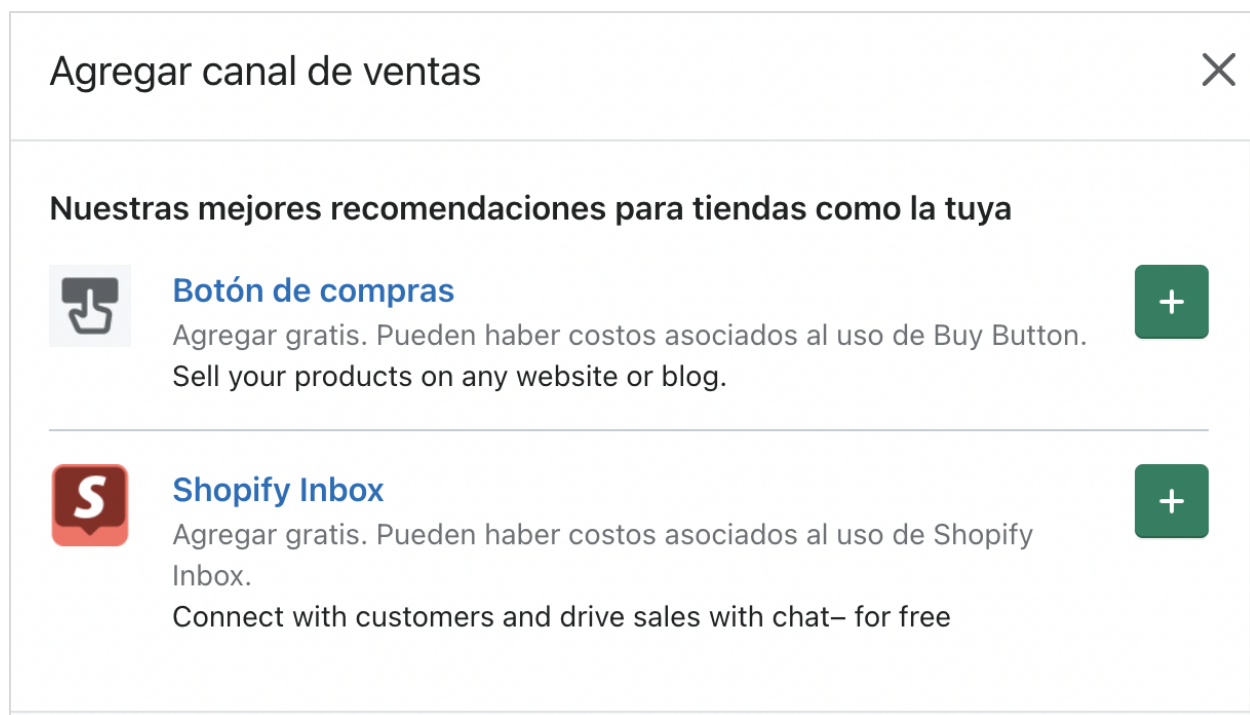 Agregar canal de ventas
Nuestras mejores recomendaciones para tiendas como la tuya
Botón de compras
Agregar gratis. Pueden haber costos asociados al uso de Buy Button.
Sell your products on any website or blog.
Shopify Inbox
Agregar gratis. Pueden haber costos asociados al uso de Shopify
Inbox.
Connect with customers and drive sales with chat– for free